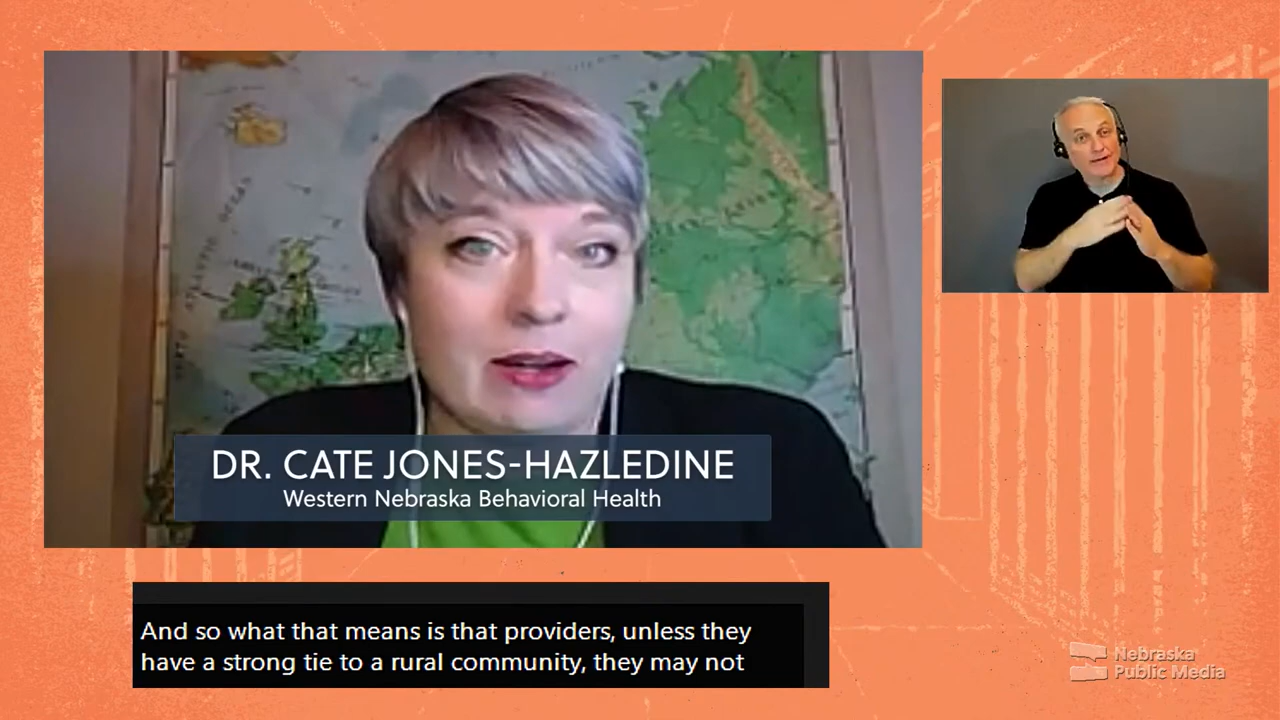 DR. CATE JONES-HAZLEDINE
Western Nebraska Behavioral Health
And so what that means is that providers, unless they
have a strong tie to a rural community, they may not
Nebraska
Public Media